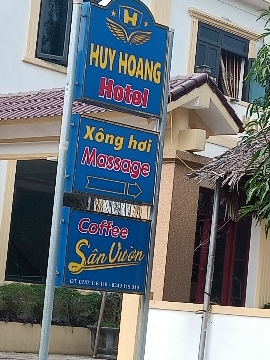 H
HUY HOANG
Hotel
Xông hơi
Massage
Coffee
Sân Vườn